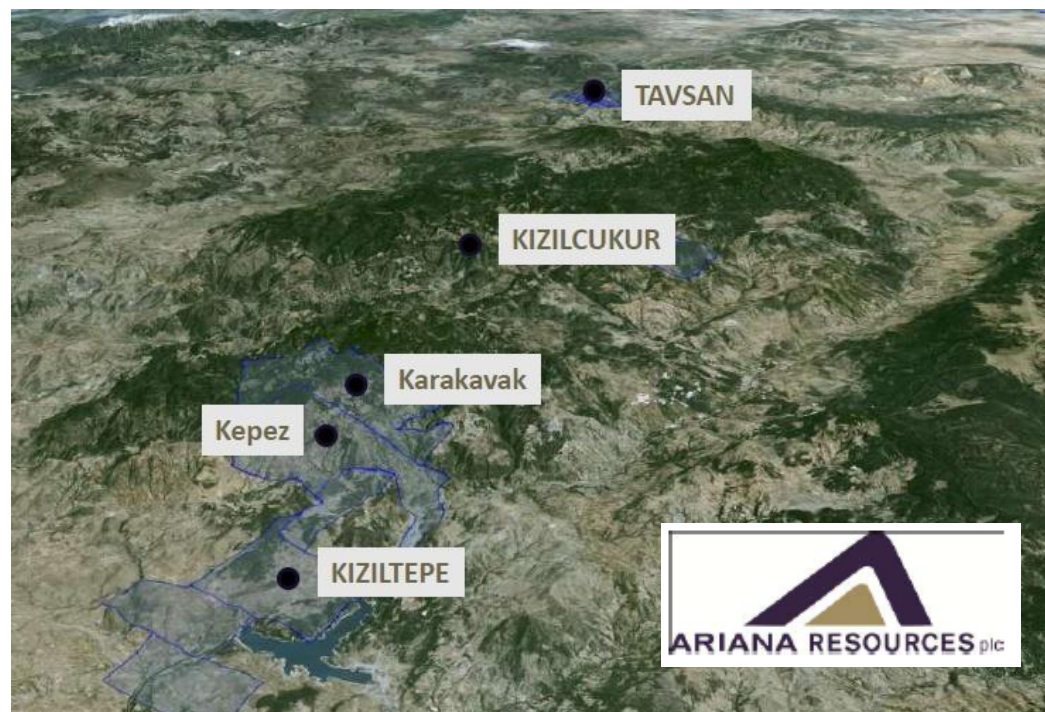 TAVSAN
KIZILCUKUR
Karakavak
Kepez
KIZILTEPE
ARIANA RESOURCES plc